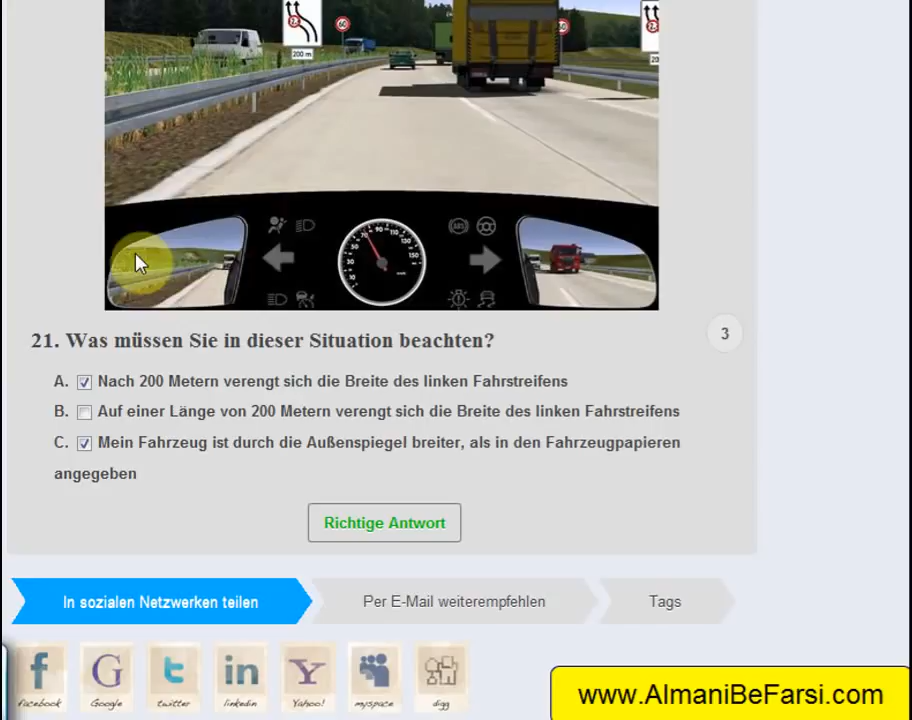 60
200 m
20
21. Was müssen Sie in dieser Situation beachten?
3
A. Nach 200 Metern verengt sich die Breite des linken Fahrstreifens
B. Auf einer Länge von 200 Metern verengt sich die Breite des linken Fahrstreifens
C. Mein Fahrzeug ist durch die Außenspiegel breiter, als in den Fahrzeugpapieren
angegeben
Richtige Antwort
In sozialen Netzwerken teilen
Per E-Mail weiterempfehlen
Tags
facebook
Google
twitter
linkedin
Yahoo!
myspace
digg
www.AlmaniBeFarsi.com